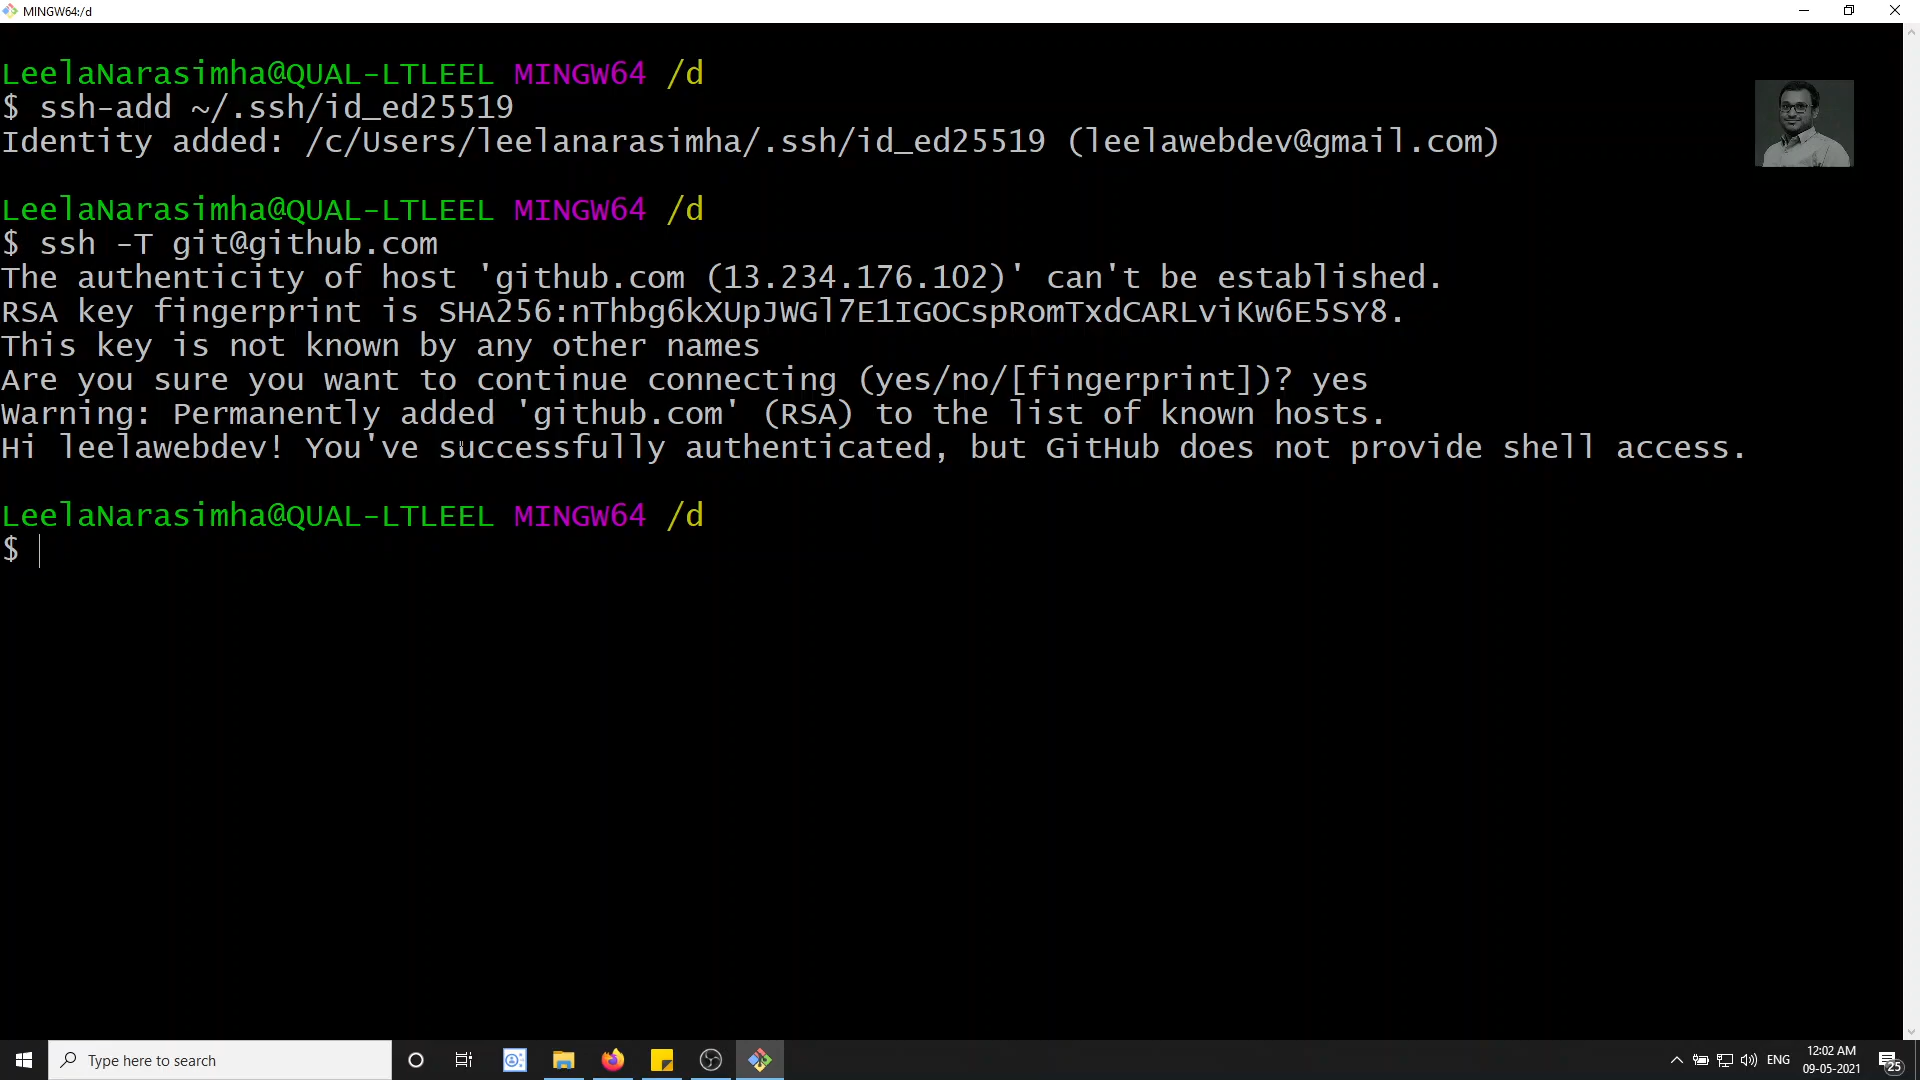 MINGW64:/d
LeelaNarasimha@QUAL-LTLEEL MINGW64 /d
$ ssh-add ~/.ssh/id_ed25519
Identity added: /c/Users/leelanarasimha/.ssh/id_ed25519 (leelawebdev@gmail.com)
LeelaNarasimha@QUAL-LTLEEL MINGW64 /d
$ ssh -T git@github.com
The authenticity of host 'github.com (13.234.176.102)' can't be established.
RSA key fingerprint is SHA256:nThbg6kXUpJWGl7E1IGOCspRomTxdCARLviKw6E5SY8.
This key is not known by any other names
Are you sure you want to continue connecting (yes/no/[fingerprint])? yes
Warning: Permanently added 'github.com' (RSA) to the list of known hosts.
Hi leelawebdev! You've successfully authenticated, but GitHub does not provide shell access.
LeelaNarasimha@QUAL-LTLEEL MINGW64 /d
$
Type here to search
ENG
12:02 AM
09-05-2021
25